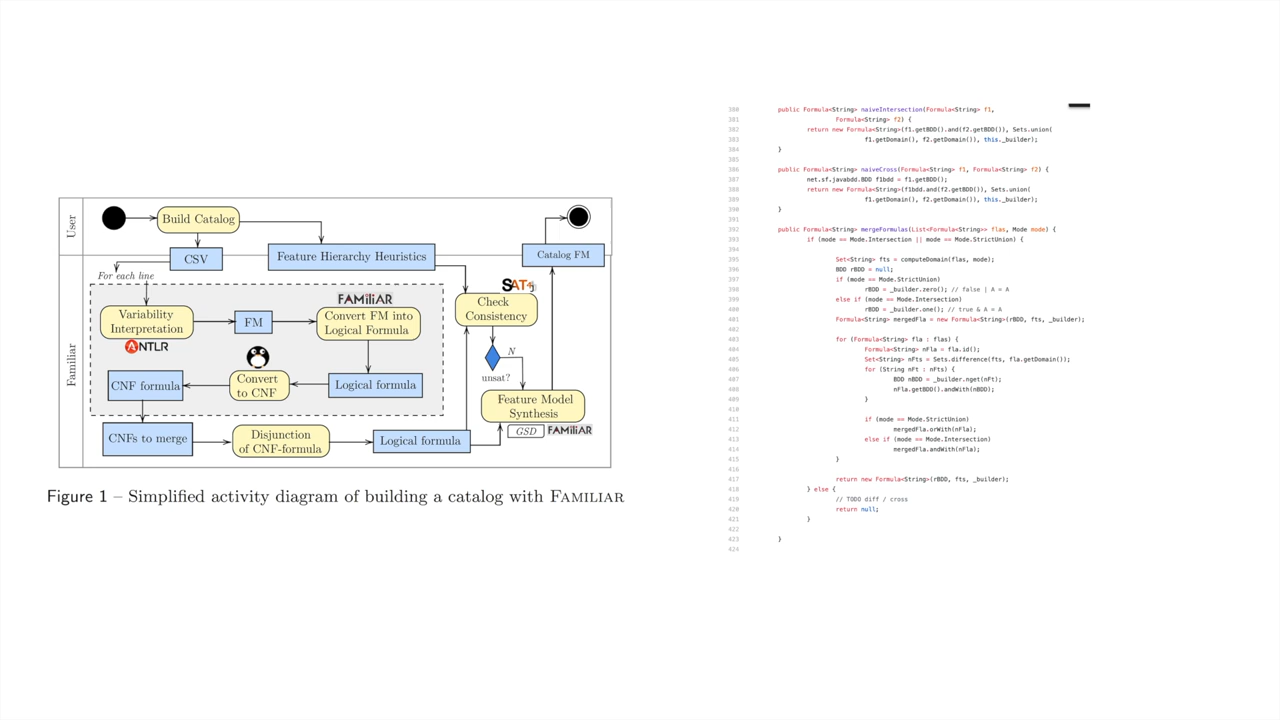 User
Build Catalog
CSV
Feature Hierarchy Heuristics
Catalog FM
Familiar
For each line
Variability
Interpretation
ANTLR
FM
FAMiLiAR
Convert FM into
Logical Formula
SAT4j
Check
Consistency
N
unsat?
CNF formula
Convert
to CNF
Logical formula
Feature Model
Synthesis
GSD
FAMiLiAR
CNFs to merge
Disjunction
of CNF-formula
Logical formula
Figure 1 – Simplified activity diagram of building a catalog with FAMILIAR
380 public Formula<String> naiveIntersection(Formula<String> f1,
381 Formula<String> f2) {
382 return new Formula<String>(f1.getBDD().and(f2.getBDD()), Sets.union(
383 f1.getDomain(), f2.getDomain()), this._builder);
384 }
385
386 public Formula<String> naiveCross(Formula<String> f1, Formula<String> f2) {
387 net.sf.javabdd.BDD f1bdd = f1.getBDD();
388 return new Formula<String>(f1bdd.and(f2.getBDD()), Sets.union(
389 f1.getDomain(), f2.getDomain()), this._builder);
390 }
391
392 public Formula<String> mergeFormulas(List<Formula<String>> flas, Mode mode) {
393 if (mode == Mode.Intersection || mode == Mode.StrictUnion) {
394
395 Set<String> fts = computeDomain(flas, mode);
396 BDD rBDD = null;
397 if (mode == Mode.StrictUnion)
398 rBDD = _builder.zero(); // false | A = A
399 else if (mode == Mode.Intersection)
400 rBDD = _builder.one(); // true & A = A
401 Formula<String> mergedFla = new Formula<String>(rBDD, fts, _builder);
402
403 for (Formula<String> fla : flas) {
404 Formula<String> nFla = fla.id();
405 Set<String> nFts = Sets.difference(fts, fla.getDomain());
406 for (String nFt : nFts) {
407 BDD nBDD = _builder.nget(nFt);
408 nFla.getBDD().andWith(nBDD);
409 }
410
411 if (mode == Mode.StrictUnion)
412 mergedFla.orWith(nFla);
413 else if (mode == Mode.Intersection)
414 mergedFla.andWith(nFla);
415 }
416
417 return new Formula<String>(rBDD, fts, _builder);
418 } else {
419 // TODO diff / cross
420 return null;
421 }
422
423 }
424